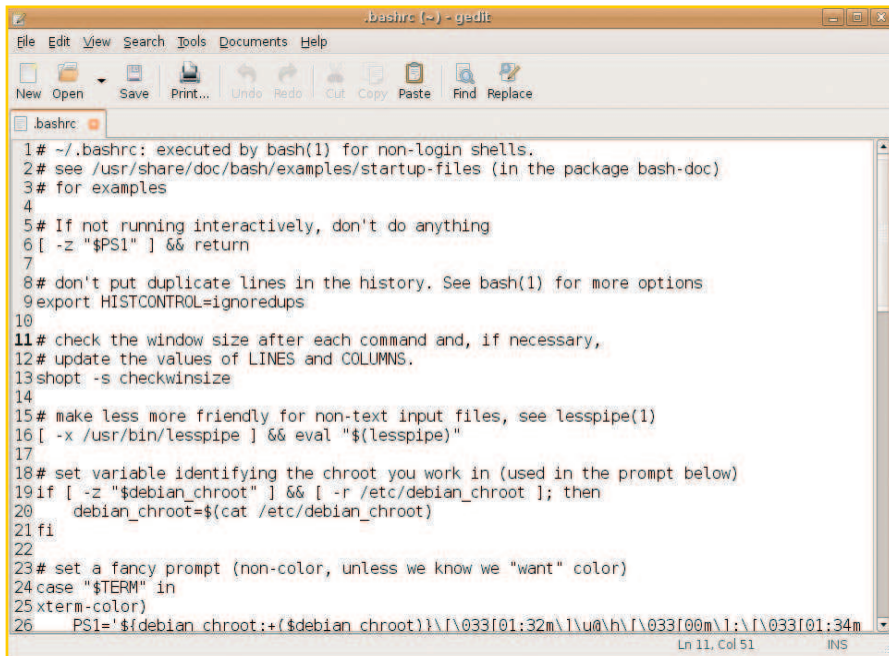 .bashrc (~) - gedit
File Edit View Search Tools Documents Help
New Open Save Print... Undo Redo Cut Copy Paste Find Replace
.bashrc
1 # ~/.bashrc: executed by bash(1) for non-login shells.
2 # see /usr/share/doc/bash/examples/startup-files (in the package bash-doc)
3 # for examples
4
5 # If not running interactively, don't do anything
6 [ -z "$PS1" ] && return
7
8 # don't put duplicate lines in the history. See bash(1) for more options
9 export HISTCONTROL=ignoredups
10
11 # check the window size after each command and, if necessary,
12 # update the values of LINES and COLUMNS.
13 shopt -s checkwinsize
14
15 # make less more friendly for non-text input files, see lesspipe(1)
16 [ -x /usr/bin/lesspipe ] && eval "$(lesspipe)"
17
18 # set variable identifying the chroot you work in (used in the prompt below)
19 if [ -z "$debian_chroot" ] && [ -r /etc/debian_chroot ]; then
20     debian_chroot=$(cat /etc/debian_chroot)
21 fi
22
23 # set a fancy prompt (non-color, unless we know we "want" color)
24 case "$TERM" in
25 xterm-color)
26     PS1='${debian_chroot:+($debian_chroot)}\[\033[01;32m\]\u@\h\[\033[00m\]:\[\033[01;34m
Ln 11, Col 51 INS